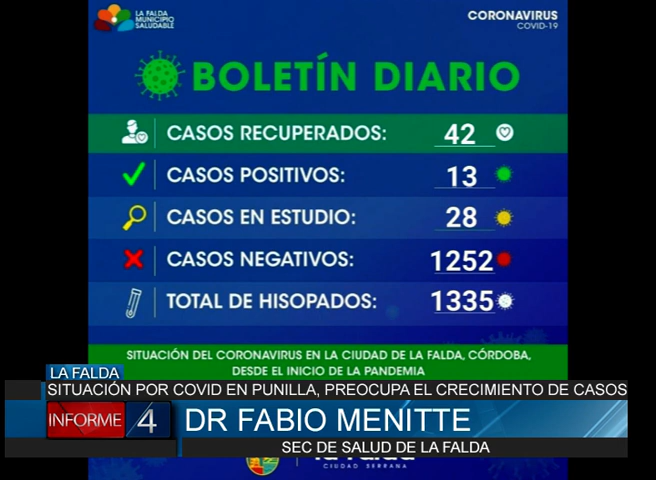 LA FALDA
MUNICIPIO
SALUDABLE
CORONAVIRUS
COVID-19
BOLETÍN DIARIO
CASOS RECUPERADOS: 42
CASOS POSITIVOS: 13
CASOS EN ESTUDIO: 28
CASOS NEGATIVOS: 1252
TOTAL DE HISOPADOS: 1335
SITUACIÓN DEL CORONAVIRUS EN LA CIUDAD DE LA FALDA, CÓRDOBA,
DESDE EL INICIO DE LA PANDEMIA
LA FALDA
SITUACIÓN POR COVID EN PUNILLA, PREOCUPA EL CRECIMIENTO DE CASOS
INFORME 4 DR FABIO MENITTE
SEC DE SALUD DE LA FALDA
la Falda
CIUDAD SERRANA